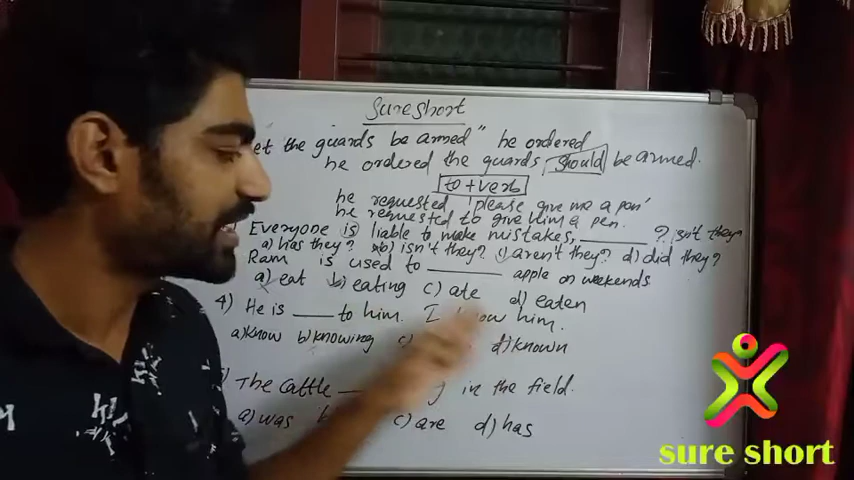 Sureshort
et the guards be armed" he ordered
he ordered the guards should be armed.
to + verb
he requested 'please give me a pen'
he requested to give him a pen.
Everyone is liable to make mistakes, ______ ? isn't they
a) has they? b) isn't they? c) aren't they? d) did they?
Ram is used to ______ apple on weekends
a) eat b) eating c) ate d) eaten
4) He is ____ to him. I know him.
a) know b) knowing c) d) known
) The cattle in the field.
a) was b c) are d) has
sure short